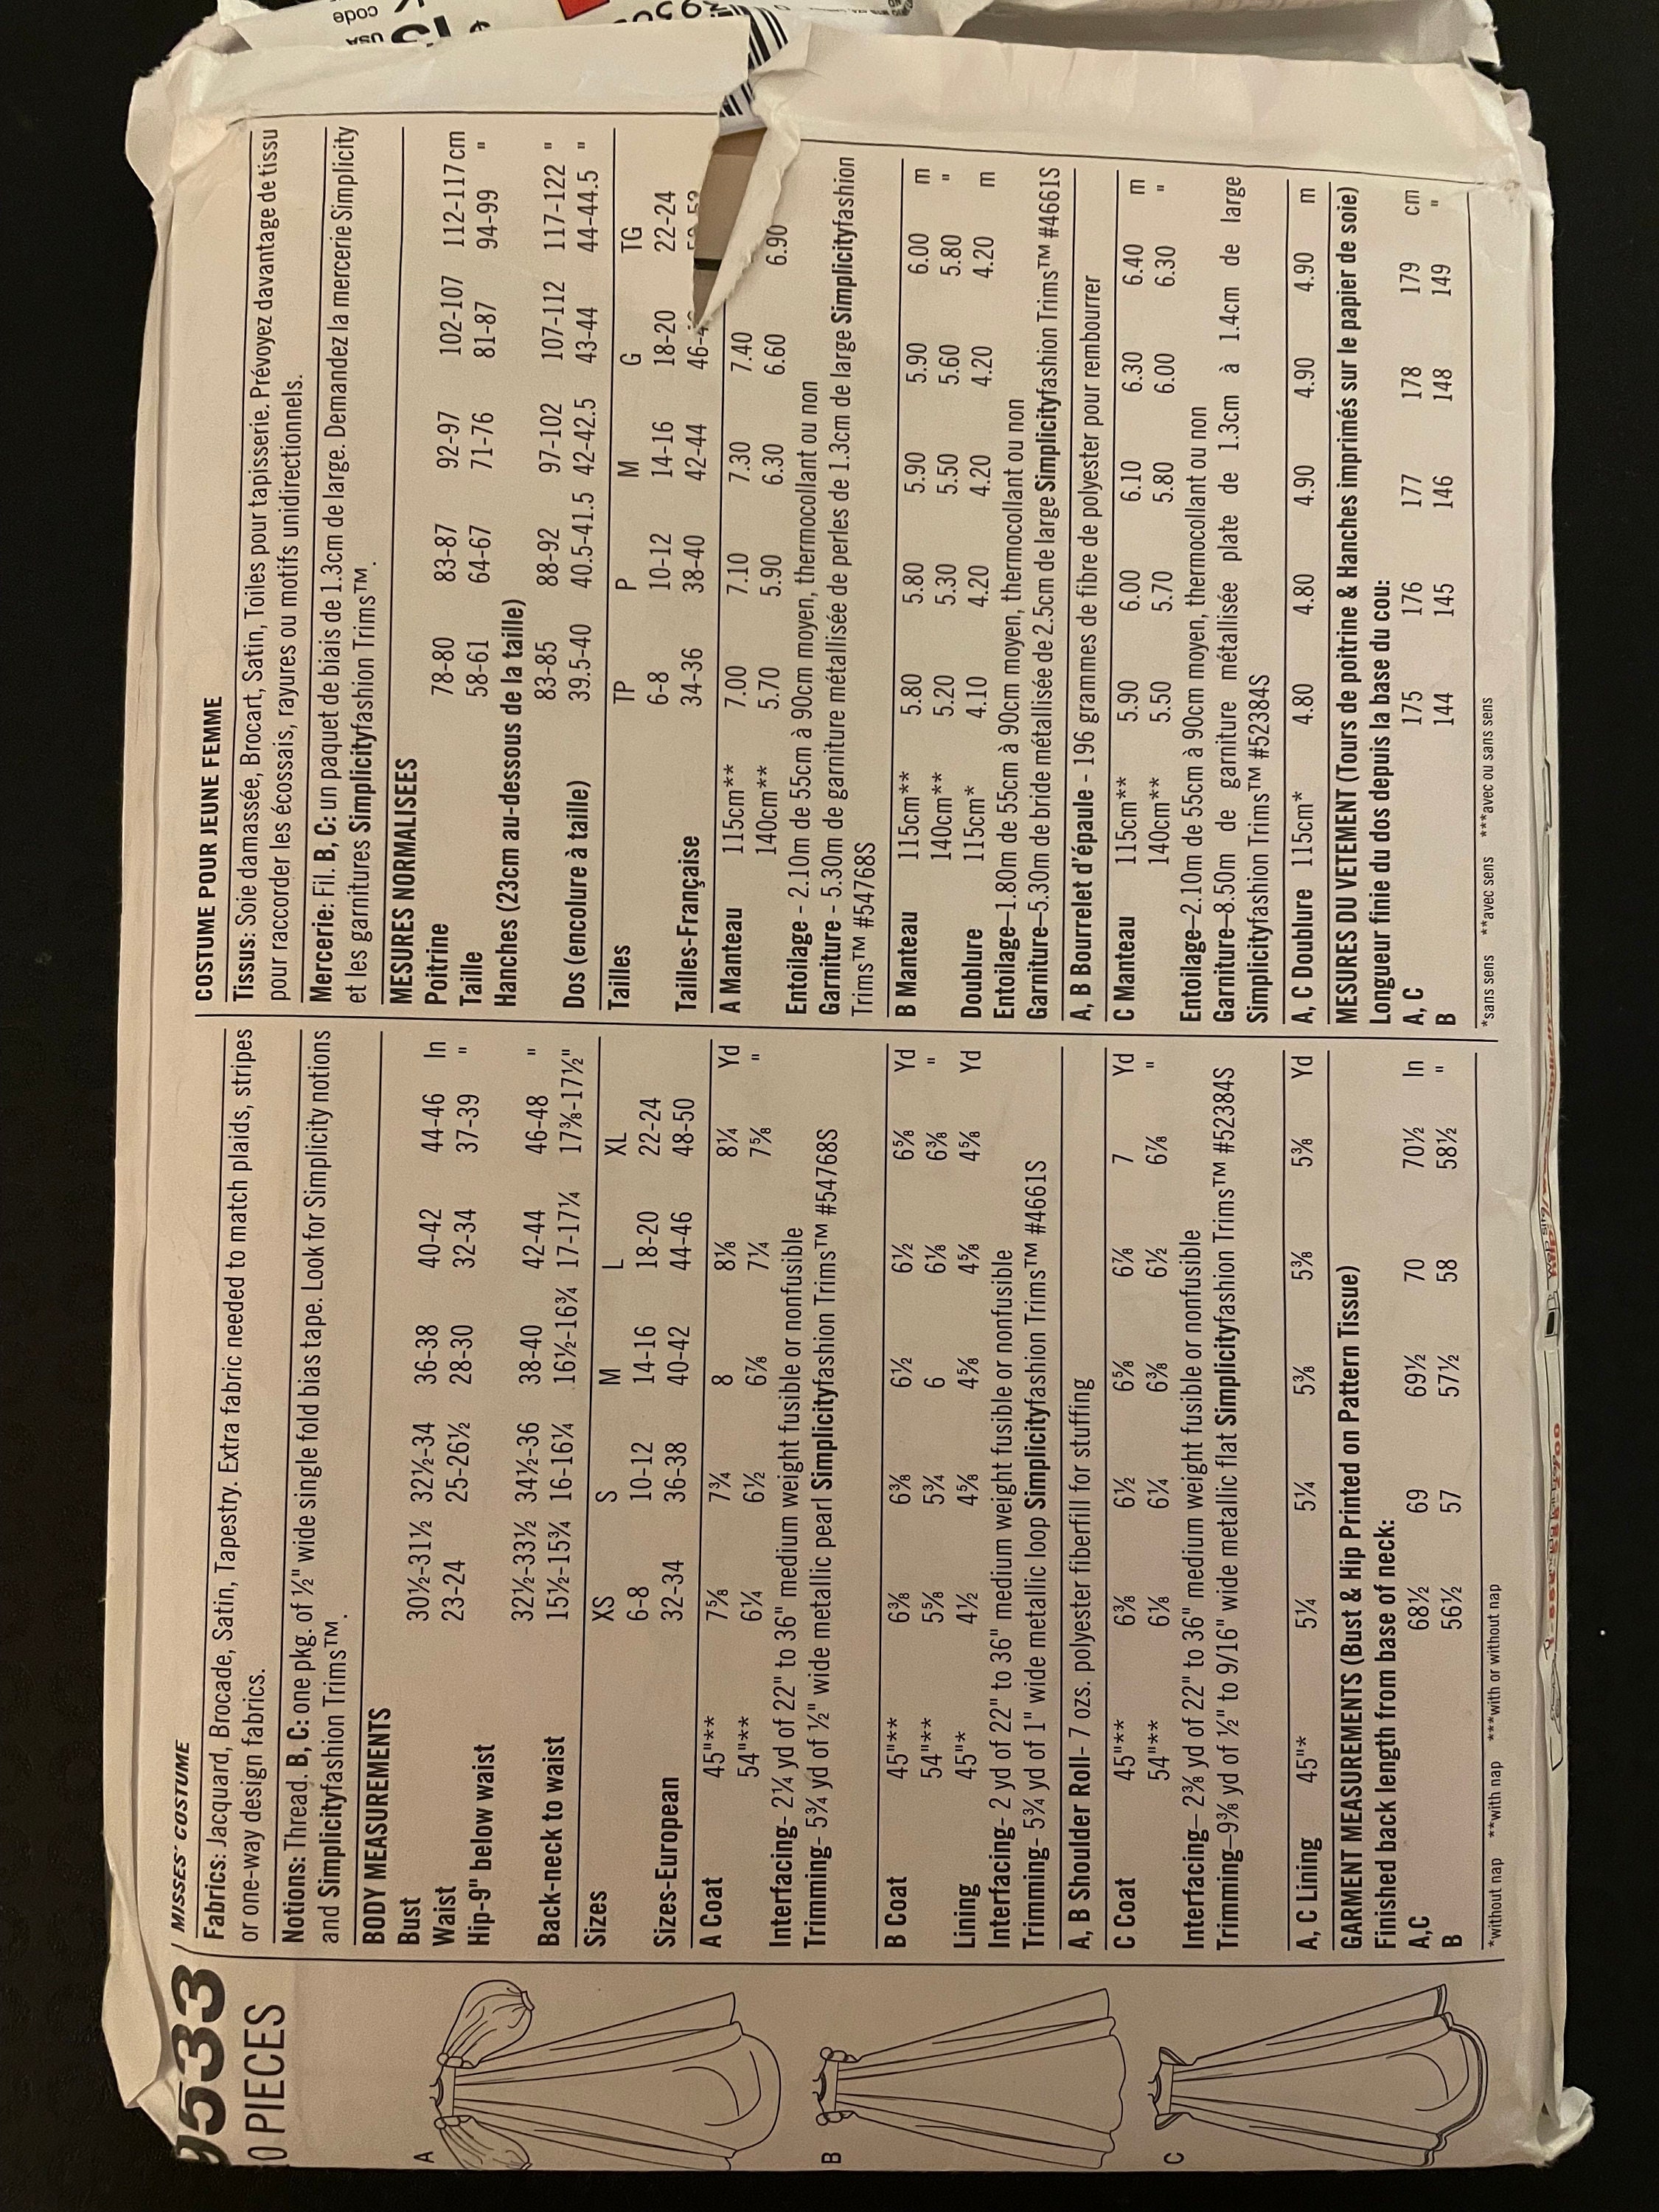 9533
0 PIECES
A
B
C
MISSES' COSTUME
Fabrics: Jacquard, Brocade, Satin, Tapestry. Extra fabric needed to match plaids, stripes
or one-way design fabrics.
Notions: Thread. B, C: one pkg. of ½" wide single fold bias tape. Look for Simplicity notions
and Simplicityfashion Trims™.
BODY MEASUREMENTS
Bust 30½-31½ 32½-34 36-38 40-42 44-46 In
Waist 23-24 25-26½ 28-30 32-34 37-39 "
Hip-9" below waist
32½-33½ 34½-36 38-40 42-44 46-48 "
Back-neck to waist 15½-15¾ 16-16¼ 16½-16¾ 17-17¼ 17⅜-17½"
Sizes XS S M L XL
6-8 10-12 14-16 18-20 22-24
Sizes-European 32-34 36-38 40-42 44-46 48-50
A Coat 45"** 7⅝ 7¾ 8 8⅛ 8¼ Yd
54"** 6¼ 6½ 6⅞ 7¼ 7⅝ "
Interfacing- 2¼ yd of 22" to 36" medium weight fusible or nonfusible
Trimming- 5¾ yd of ½" wide metallic pearl Simplicityfashion Trims™ #54768S
B Coat 45"** 6⅜ 6⅜ 6½ 6½ 6⅝ Yd
54"** 5⅝ 5¾ 6 6⅛ 6⅜ "
Lining 45"* 4½ 4⅝ 4⅝ 4⅝ 4⅝ Yd
Interfacing- 2 yd of 22" to 36" medium weight fusible or nonfusible
Trimming- 5¾ yd of 1" wide metallic loop Simplicityfashion Trims™ #4661S
A, B Shoulder Roll- 7 ozs. polyester fiberfill for stuffing
C Coat 45"** 6⅜ 6½ 6⅝ 6⅞ 7 Yd
54"** 6⅛ 6¼ 6⅜ 6½ 6⅞ "
Interfacing– 2⅜ yd of 22" to 36" medium weight fusible or nonfusible
Trimming–9⅜ yd of ½" to 9/16" wide metallic flat Simplicityfashion Trims™ #52384S
A, C Lining 45"* 5¼ 5¼ 5⅜ 5⅜ 5⅜ Yd
GARMENT MEASUREMENTS (Bust & Hip Printed on Pattern Tissue)
Finished back length from base of neck:
A,C 68½ 69 69½ 70 70½ In
B 56½ 57 57½ 58 58½ "
*without nap **with nap ***with or without nap
COSTUME POUR JEUNE FEMME
Tissus: Soie damassée, Brocart, Satin, Toiles pour tapisserie. Prévoyez davantage de tissu
pour raccorder les écossais, rayures ou motifs unidirectionnels.
Mercerie: Fil. B, C: un paquet de biais de 1.3cm de large. Demandez la mercerie Simplicity
et les garnitures Simplicityfashion Trims™.
MESURES NORMALISEES
Poitrine 78-80 83-87 92-97 102-107 112-117 cm
Taille 58-61 64-67 71-76 81-87 94-99 "
Hanches (23cm au-dessous de la taille)
83-85 88-92 97-102 107-112 117-122 "
Dos (encolure à taille) 39.5-40 40.5-41.5 42-42.5 43-44 44-44.5 "
Tailles TP P M G TG
6-8 10-12 14-16 18-20 22-24
Tailles-Française 34-36 38-40 42-44 46-
A Manteau 115cm** 7.00 7.10 7.30 7.40
140cm** 5.70 5.90 6.30 6.60 6.90
Entoilage - 2.10m de 55cm à 90cm moyen, thermocollant ou non
Garniture - 5.30m de garniture métallisée de perles de 1.3cm de large Simplicityfashion
Trims™ #54768S
B Manteau 115cm** 5.80 5.80 5.90 5.90 6.00 m
140cm** 5.20 5.30 5.50 5.60 5.80 "
Doublure 115cm* 4.10 4.20 4.20 4.20 4.20 m
Entoilage–1.80m de 55cm à 90cm moyen, thermocollant ou non
Garniture–5.30m de bride métallisée de 2.5cm de large Simplicityfashion Trims™ #4661S
A, B Bourrelet d'épaule - 196 grammes de fibre de polyester pour rembourrer
C Manteau 115cm** 5.90 6.00 6.10 6.30 6.40 m
140cm** 5.50 5.70 5.80 6.00 6.30 "
Entoilage–2.10m de 55cm à 90cm moyen, thermocollant ou non
Garniture–8.50m de garniture métallisée plate de 1.3cm à 1.4cm de large
Simplicityfashion Trims™ #52384S
A, C Doublure 115cm* 4.80 4.80 4.90 4.90 4.90 m
MESURES DU VETEMENT (Tours de poitrine & Hanches imprimés sur le papier de soie)
Longueur finie du dos depuis la base du cou:
A, C 175 176 177 178 179 cm
B 144 145 146 148 149 "
*sans sens **avec sens ***avec ou sans sens
USA
code